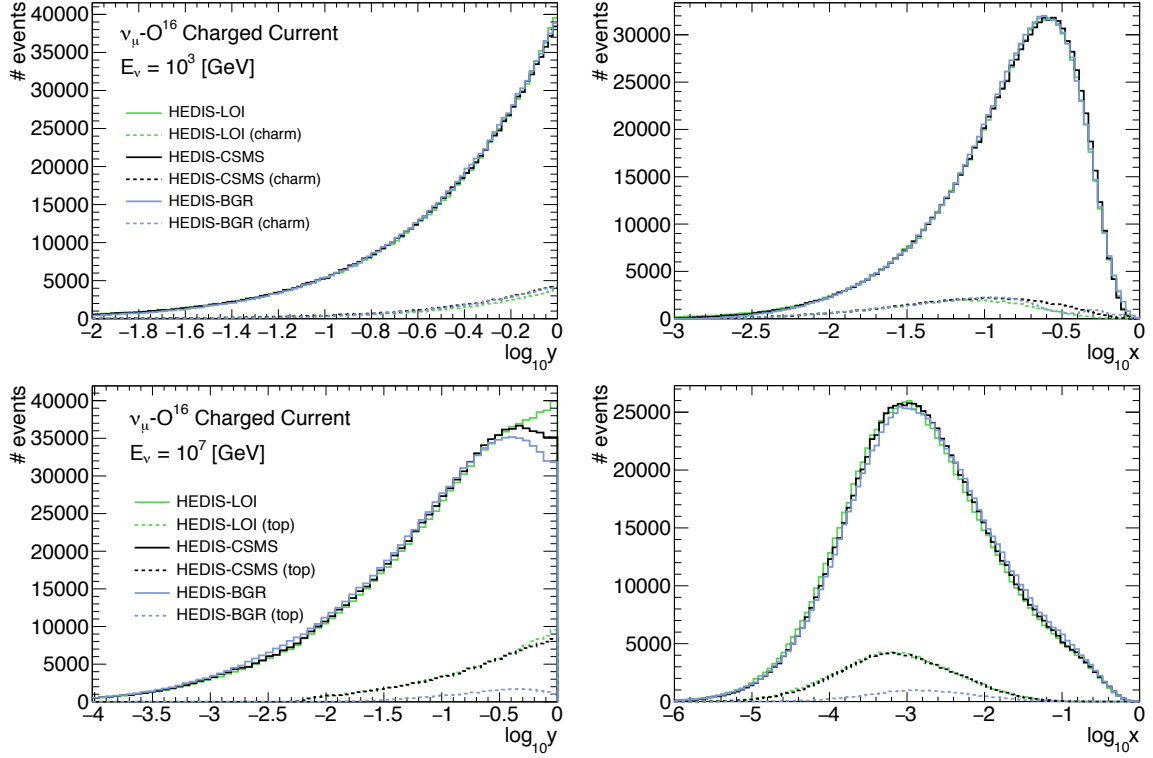 # events
40000
35000
30000
25000
20000
15000
10000
5000
0
νμ-O¹⁶ Charged Current
Eν = 10³ [GeV]
HEDIS-LOI
HEDIS-LOI (charm)
HEDIS-CSMS
HEDIS-CSMS (charm)
HEDIS-BGR
HEDIS-BGR (charm)
−2 −1.8 −1.6 −1.4 −1.2 −1 −0.8 −0.6 −0.4 −0.2 0
log₁₀y
# events
30000
25000
20000
15000
10000
5000
0
−3 −2.5 −2 −1.5 −1 −0.5 0
log₁₀x
# events
40000
35000
30000
25000
20000
15000
10000
5000
0
νμ-O¹⁶ Charged Current
Eν = 10⁷ [GeV]
HEDIS-LOI
HEDIS-LOI (top)
HEDIS-CSMS
HEDIS-CSMS (top)
HEDIS-BGR
HEDIS-BGR (top)
−4 −3.5 −3 −2.5 −2 −1.5 −1 −0.5 0
log₁₀y
# events
25000
20000
15000
10000
5000
0
−6 −5 −4 −3 −2 −1 0
log₁₀x